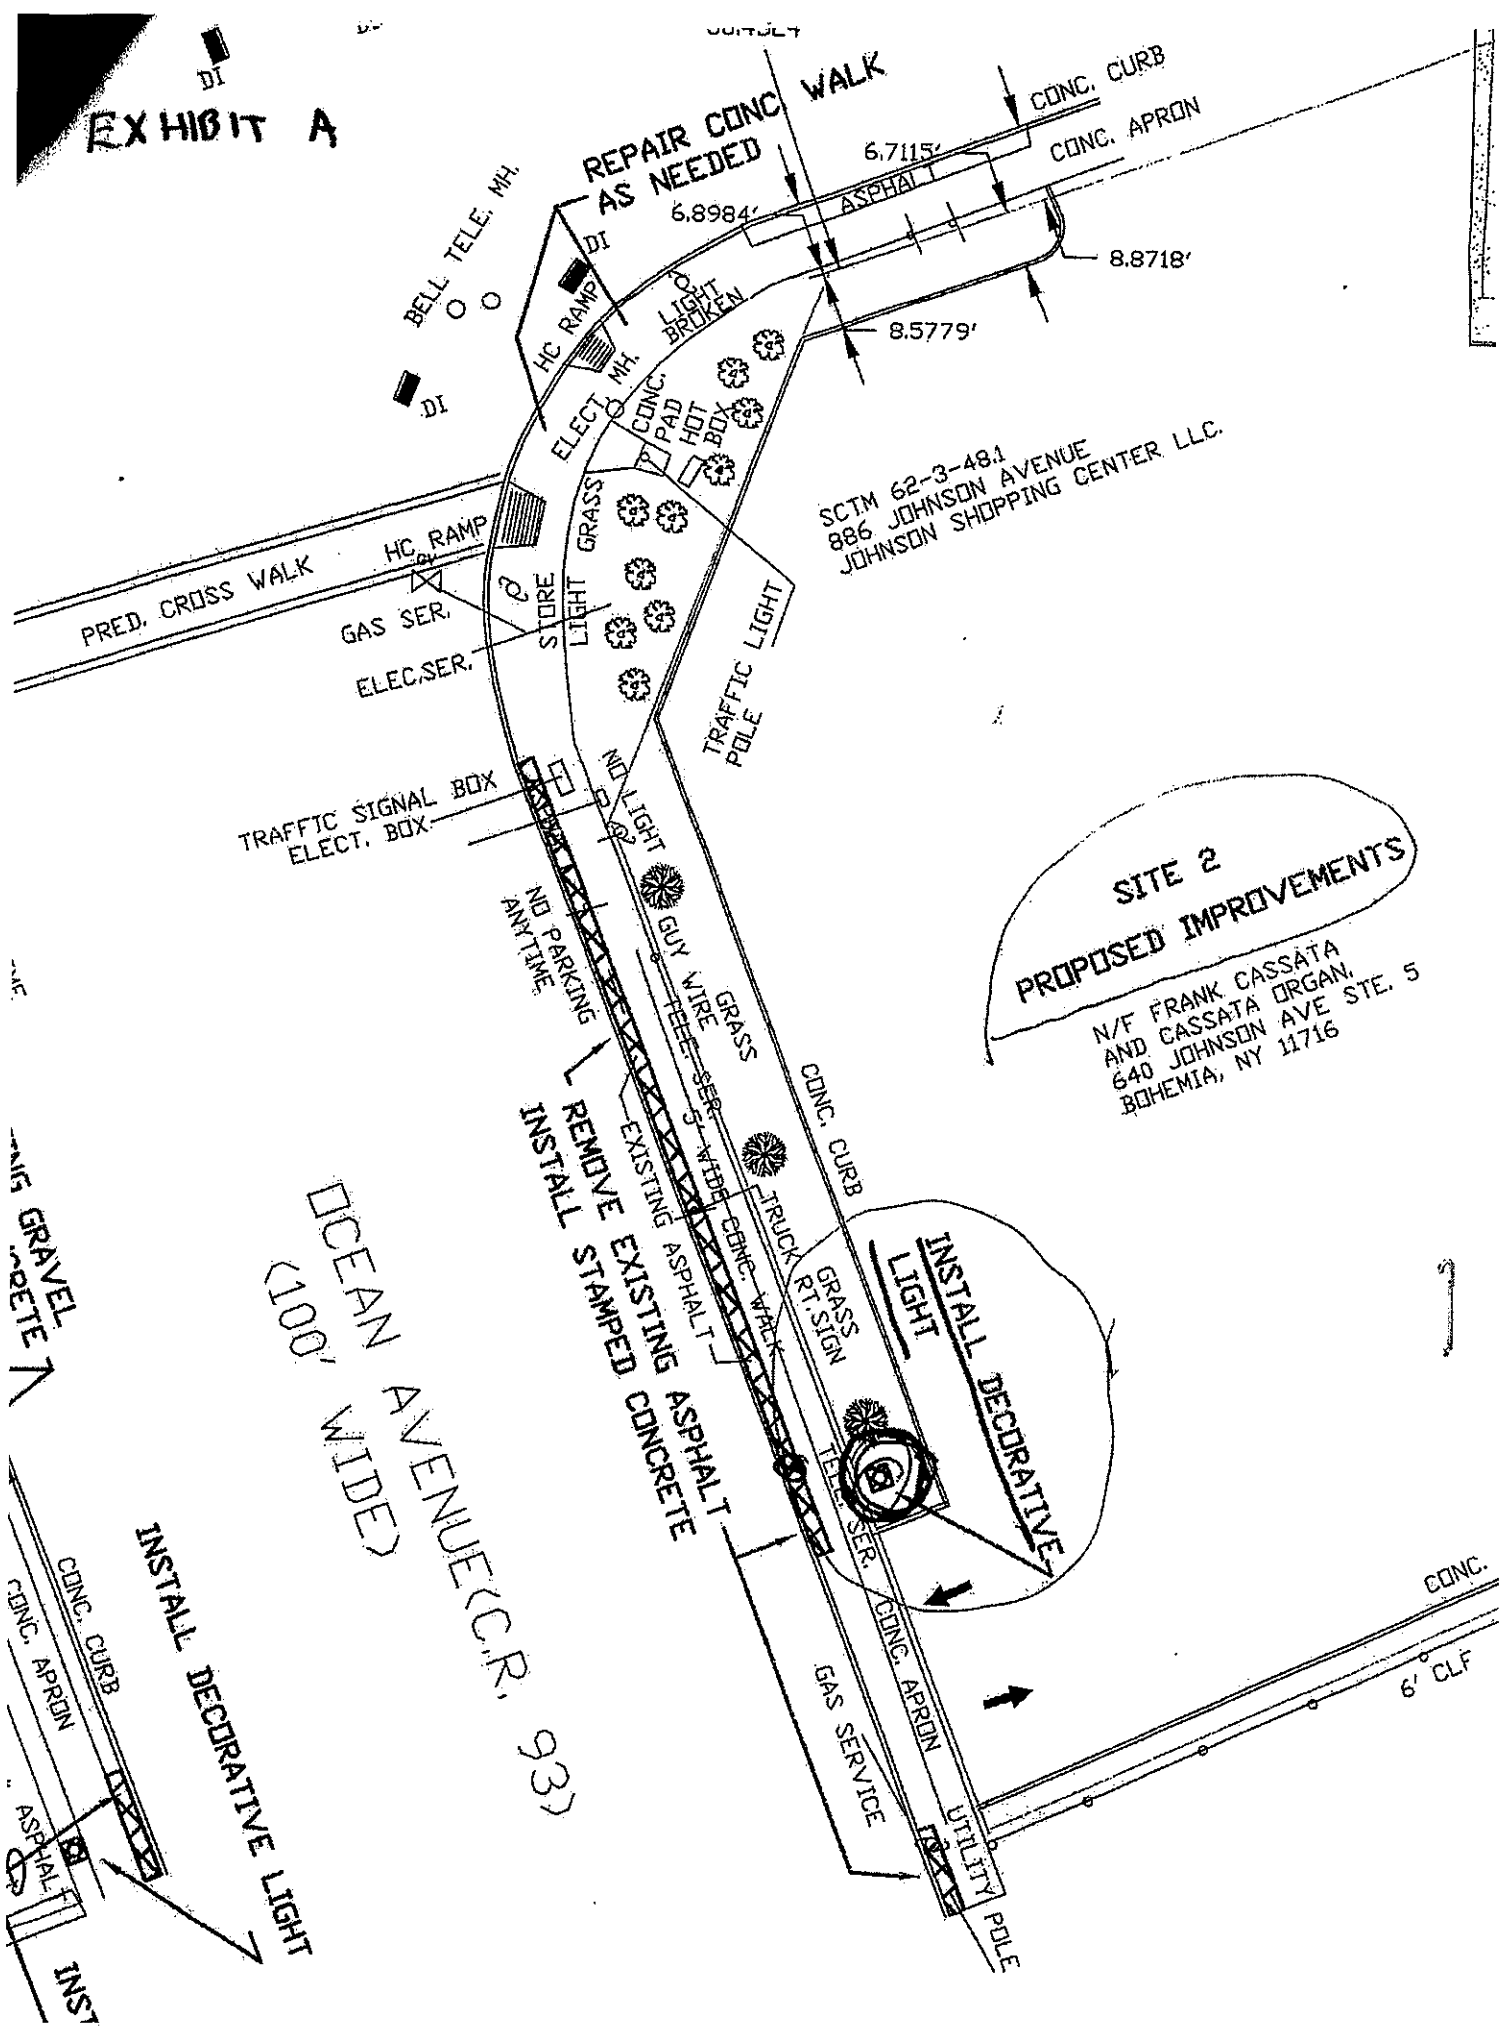 EXHIBIT A
DI
REPAIR CONC. WALK
AS NEEDED
CONC. CURB
CONC. APRON
6.7115'
ASPHALT
6.8984'
8.8718'
8.5779'
BELL TELE. MH.
DI
DI
HC RAMP
LIGHT
BROKEN
ELECT. MH.
CONC.
PAD
HOT
BOX
GRASS
SCTM 62-3-48.1
886 JOHNSON AVENUE
JOHNSON SHOPPING CENTER LLC.
PRED. CROSS WALK
HC RAMP
GAS SER.
ELEC.SER.
STORE
LIGHT
TRAFFIC LIGHT
POLE
TRAFFIC SIGNAL BOX
ELECT. BOX
NO LIGHT
NO PARKING
ANYTIME
GUY WIRE
GRASS
TELE. SER.
5' WIDE CONC. WALK
CONC. CURB
SITE 2
PROPOSED IMPROVEMENTS
N/F FRANK CASSATA
AND CASSATA ORGAN.
640 JOHNSON AVE STE. 5
BOHEMIA, NY 11716
EXISTING ASPHALT
REMOVE EXISTING ASPHALT
INSTALL STAMPED CONCRETE
TRUCK
RT.SIGN
GRASS
INSTALL DECORATIVE
LIGHT
TELE. SER.
CONC. APRON
GAS SERVICE
UTILITY POLE
CONC.
6' CLF
OCEAN AVENUE(C.R. 93)
(100' WIDE)
GRAVEL
CONC. CURB
CONC. APRON
ASPHALT
INSTALL DECORATIVE LIGHT
INST